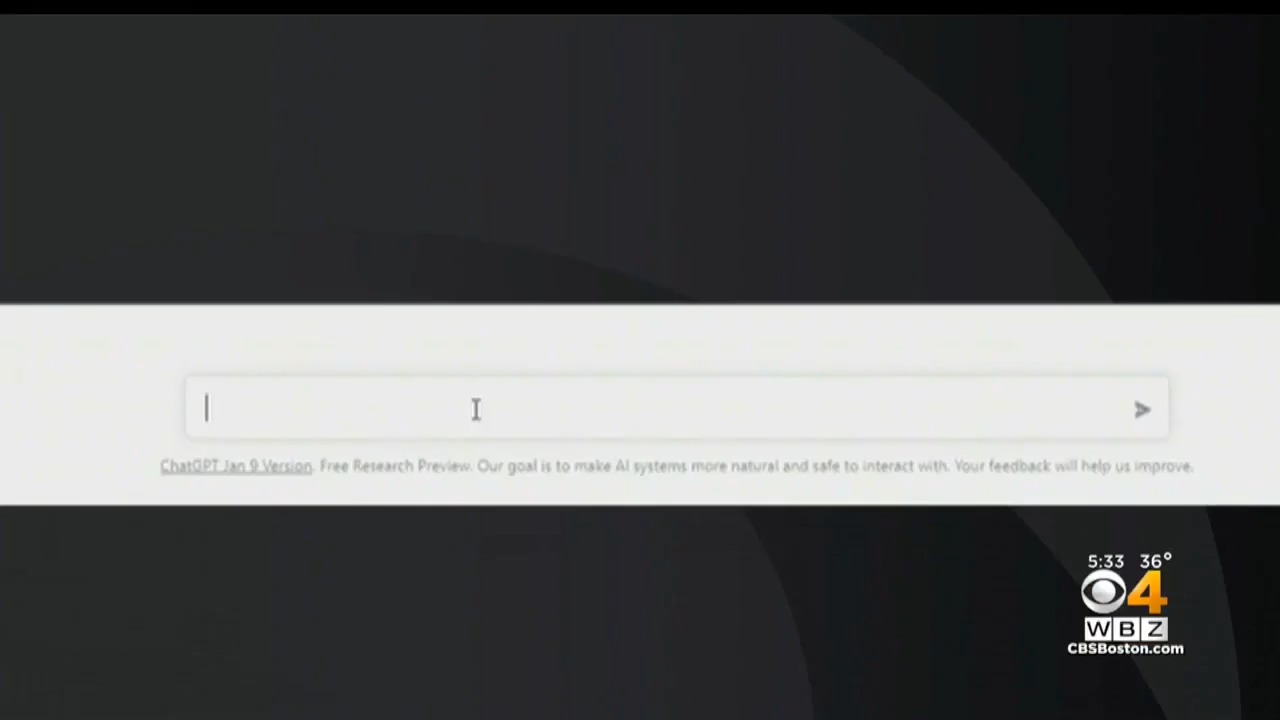 ChatGPT Jan 9 Version. Free Research Preview. Our goal is to make AI systems more natural and safe to interact with. Your feedback will help us improve.
5:33 36°
4
WBZ
CBSBoston.com